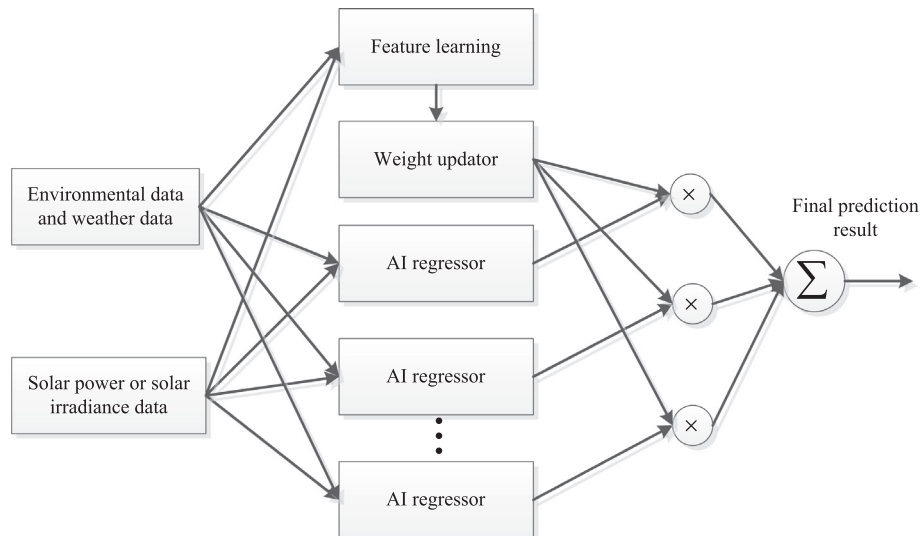 Feature learning
Weight updator
Environmental data
and weather data
AI regressor
×
Final prediction
result
Σ
×
AI regressor
Solar power or solar
irradiance data
×
AI regressor